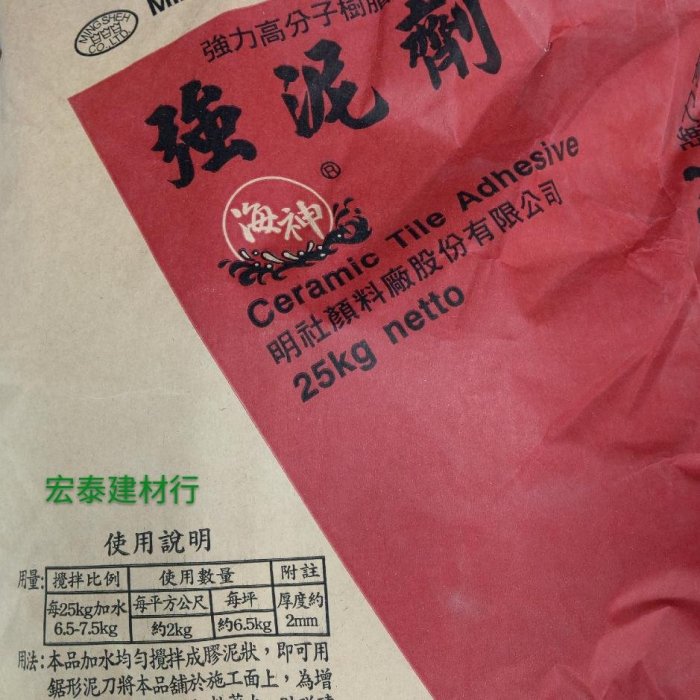 MING SHEH
CO., LTD.
強力高分子樹脂
強泥劑
®
海神
Ceramic Tile Adhesive
明社顏料廠股份有限公司
25kg netto
宏泰建材行
使用說明
用量: 攪拌比例 使用數量 附註
每25kg加水 每平方公尺 每坪 厚度約
6.5-7.5kg 約2kg 約6.5kg 2mm
用法:本品加水均勻攪拌成膠泥狀，即可用
鋸形泥刀將本品舖於施工面上，為增